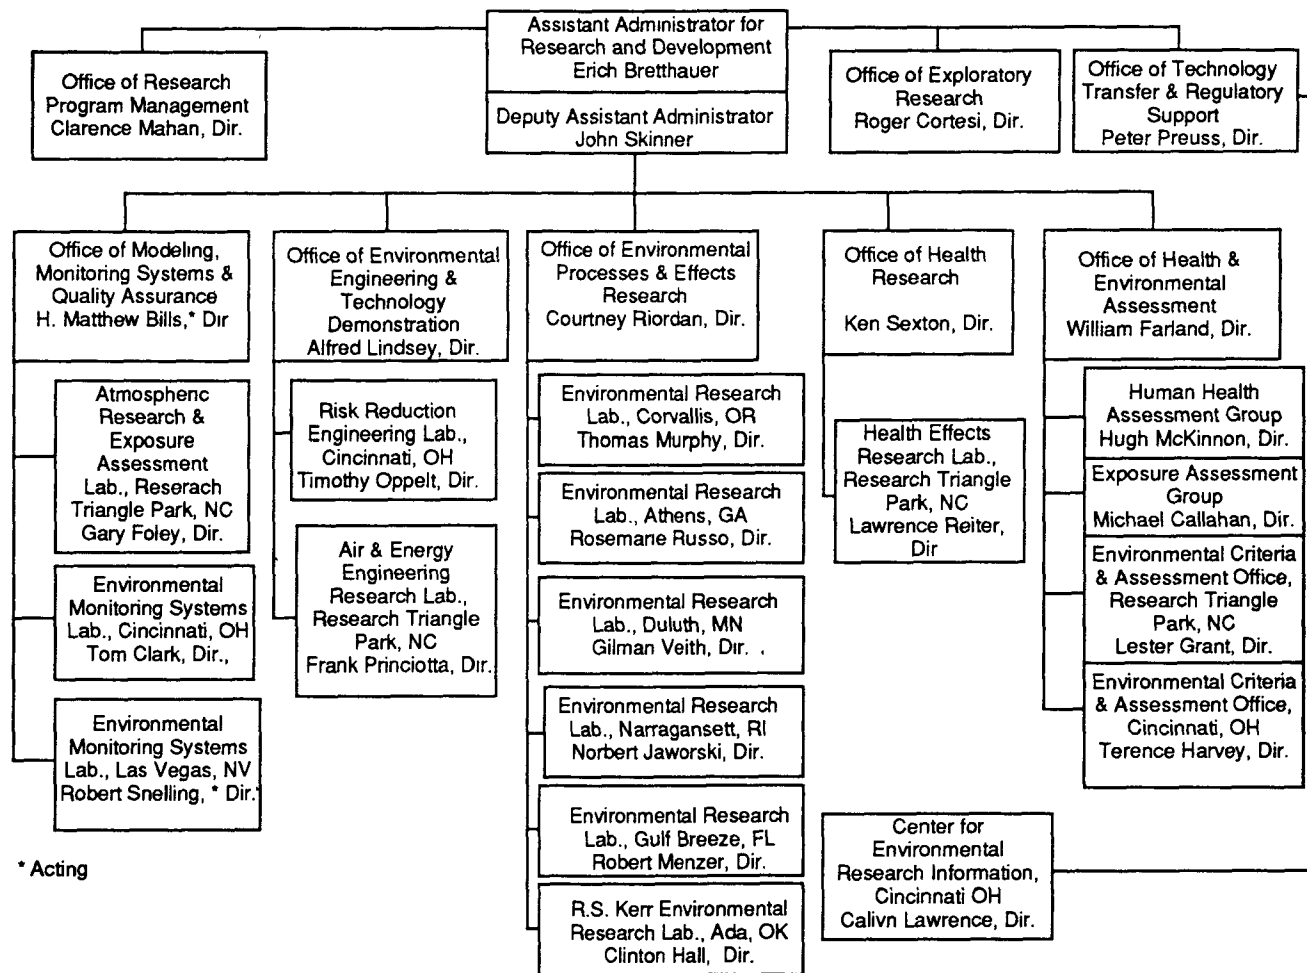 Assistant Administrator for
Research and Development
Erich Bretthauer
Deputy Assistant Administrator
John Skinner
Office of Research
Program Management
Clarence Mahan, Dir.
Office of Exploratory
Research
Roger Cortesi, Dir.
Office of Technology
Transfer & Regulatory
Support
Peter Preuss, Dir.
Office of Modeling,
Monitoring Systems &
Quality Assurance
H. Matthew Bills,* Dir
Atmospheric
Research &
Exposure
Assessment
Lab., Reserach
Triangle Park, NC
Gary Foley, Dir.
Environmental
Monitoring Systems
Lab., Cincinnati, OH
Tom Clark, Dir.,
Environmental
Monitoring Systems
Lab., Las Vegas, NV
Robert Snelling, * Dir.
Office of Environmental
Engineering &
Technology
Demonstration
Alfred Lindsey, Dir.
Risk Reduction
Engineering Lab.,
Cincinnati, OH
Timothy Oppelt, Dir.
Air & Energy
Engineering
Research Lab.,
Research Triangle
Park, NC
Frank Princiotta, Dir.
Office of Environmental
Processes & Effects
Research
Courtney Riordan, Dir.
Environmental Research
Lab., Corvallis, OR
Thomas Murphy, Dir.
Environmental Research
Lab., Athens, GA
Rosemarie Russo, Dir.
Environmental Research
Lab., Duluth, MN
Gilman Veith, Dir. .
Environmental Research
Lab., Narragansett, RI
Norbert Jaworski, Dir.
Environmental Research
Lab., Gulf Breeze, FL
Robert Menzer, Dir.
R.S. Kerr Environmental
Research Lab., Ada, OK
Clinton Hall, Dir.
Office of Health
Research
Ken Sexton, Dir.
Health Effects
Research Lab.,
Research Triangle
Park, NC
Lawrence Reiter,
Dir
Office of Health &
Environmental
Assessment
William Farland, Dir.
Human Health
Assessment Group
Hugh McKinnon, Dir.
Exposure Assessment
Group
Michael Callahan, Dir.
Environmental Criteria
& Assessment Office,
Research Triangle
Park, NC
Lester Grant, Dir.
Environmental Criteria
& Assessment Office,
Cincinnati, OH
Terence Harvey, Dir.
Center for
Environmental
Research Information,
Cincinnati OH
Calivn Lawrence, Dir.
* Acting